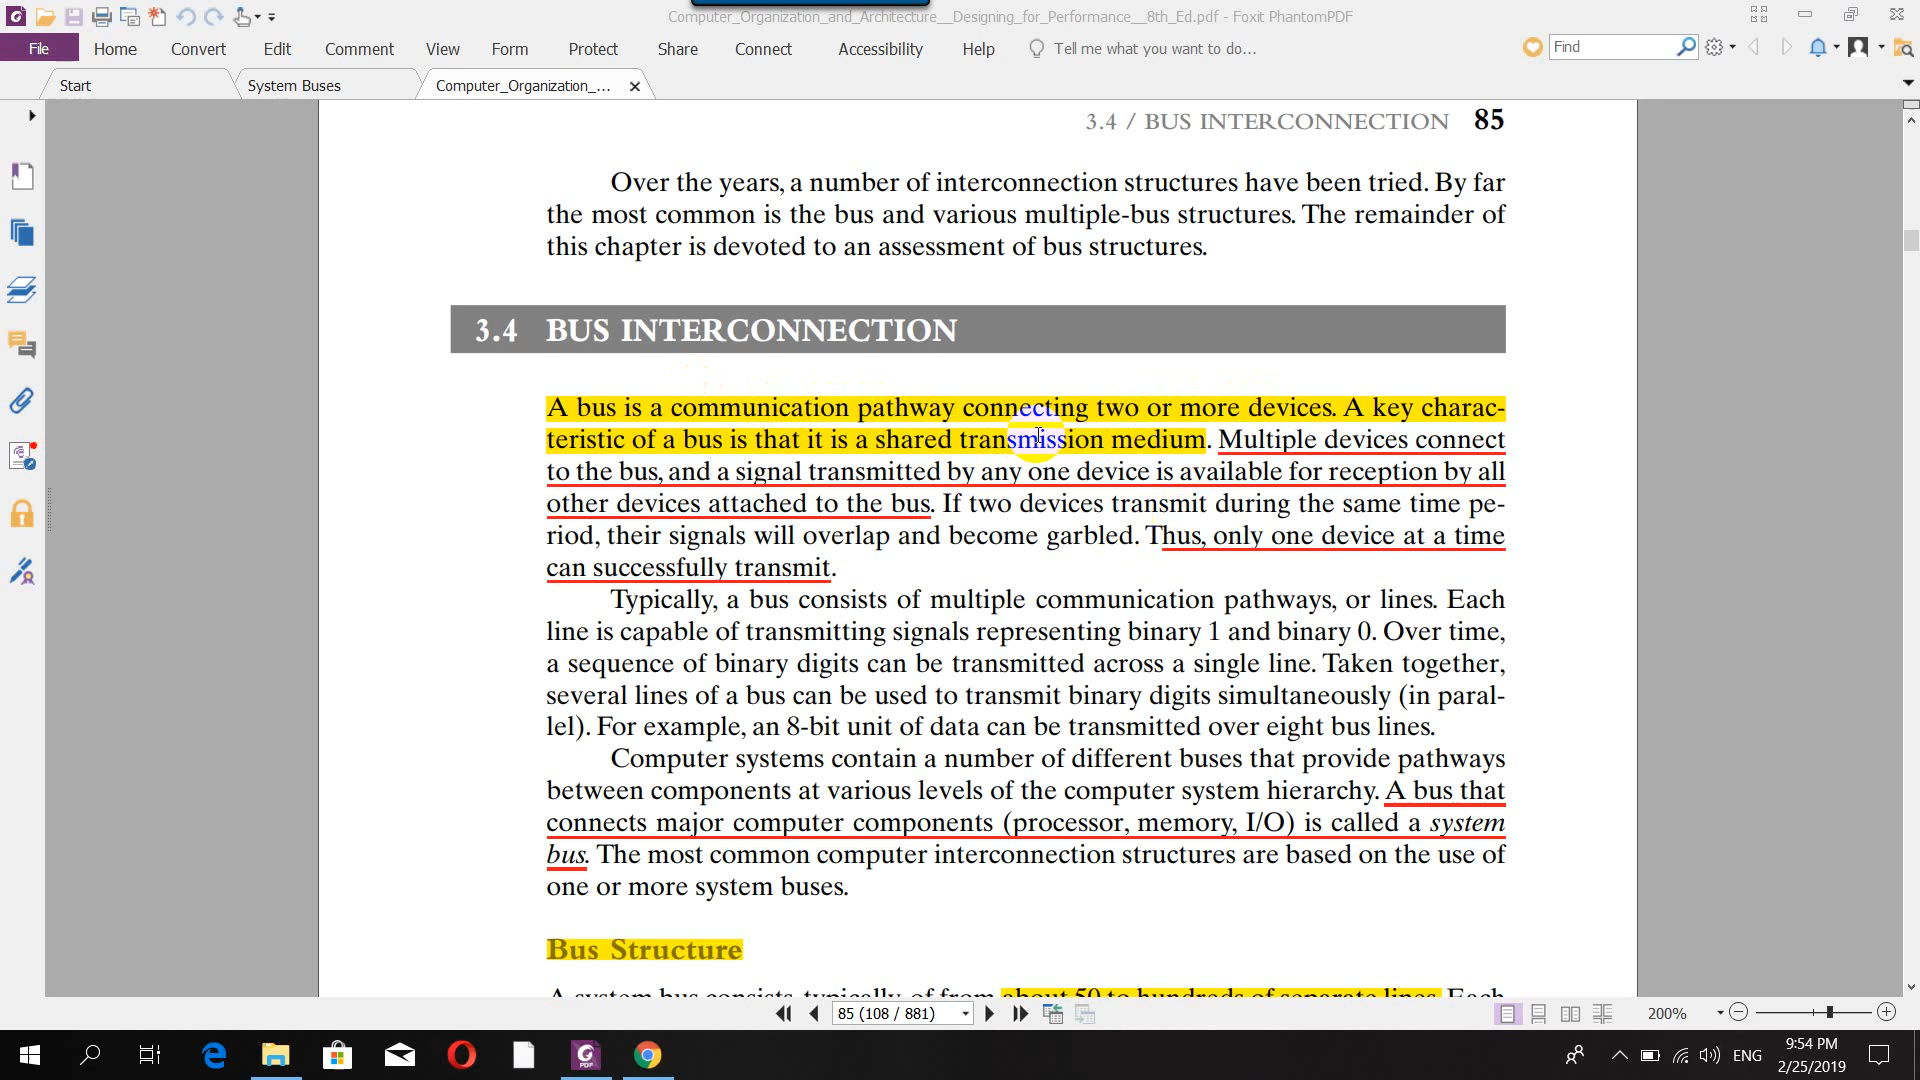 Computer_Organization_and_Architecture__Designing_for_Performance__8th_Ed.pdf - Foxit PhantomPDF
File Home Convert Edit Comment View Form Protect Share Connect Accessibility Help Tell me what you want to do... Find
Start System Buses Computer_Organization_...
3.4 / BUS INTERCONNECTION 85
Over the years, a number of interconnection structures have been tried. By far
the most common is the bus and various multiple-bus structures. The remainder of
this chapter is devoted to an assessment of bus structures.
3.4 BUS INTERCONNECTION
A bus is a communication pathway connecting two or more devices. A key charac-
teristic of a bus is that it is a shared transmission medium. Multiple devices connect
to the bus, and a signal transmitted by any one device is available for reception by all
other devices attached to the bus. If two devices transmit during the same time pe-
riod, their signals will overlap and become garbled. Thus, only one device at a time
can successfully transmit.
Typically, a bus consists of multiple communication pathways, or lines. Each
line is capable of transmitting signals representing binary 1 and binary 0. Over time,
a sequence of binary digits can be transmitted across a single line. Taken together,
several lines of a bus can be used to transmit binary digits simultaneously (in paral-
lel). For example, an 8-bit unit of data can be transmitted over eight bus lines.
Computer systems contain a number of different buses that provide pathways
between components at various levels of the computer system hierarchy. A bus that
connects major computer components (processor, memory, I/O) is called a system
bus. The most common computer interconnection structures are based on the use of
one or more system buses.
Bus Structure
A system bus consists, typically, of from about 50 to hundreds of separate lines. Each
85 (108 / 881) 200%
ENG 9:54 PM
2/25/2019